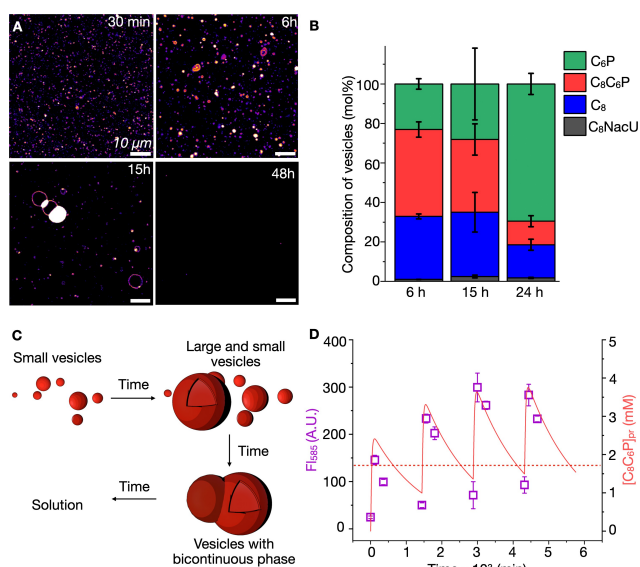 A
30 min
6h
10 µm
15h
48h
B
Composition of vesicles (mol%)
100
80
60
40
20
0
6 h
15 h
24 h
C₆P
C₈C₆P
C₈
C₈NacU
C
Small vesicles
Time
Large and small
vesicles
Time
Solution
Time
Vesicles with
bicontinuous phase
D
FI₅₈₅ (A.U.)
400
300
200
100
0
0
1
2
3
4
5
6
5
4
3
2
1
0
[C₈C₆P]ₚᵣ (mM)